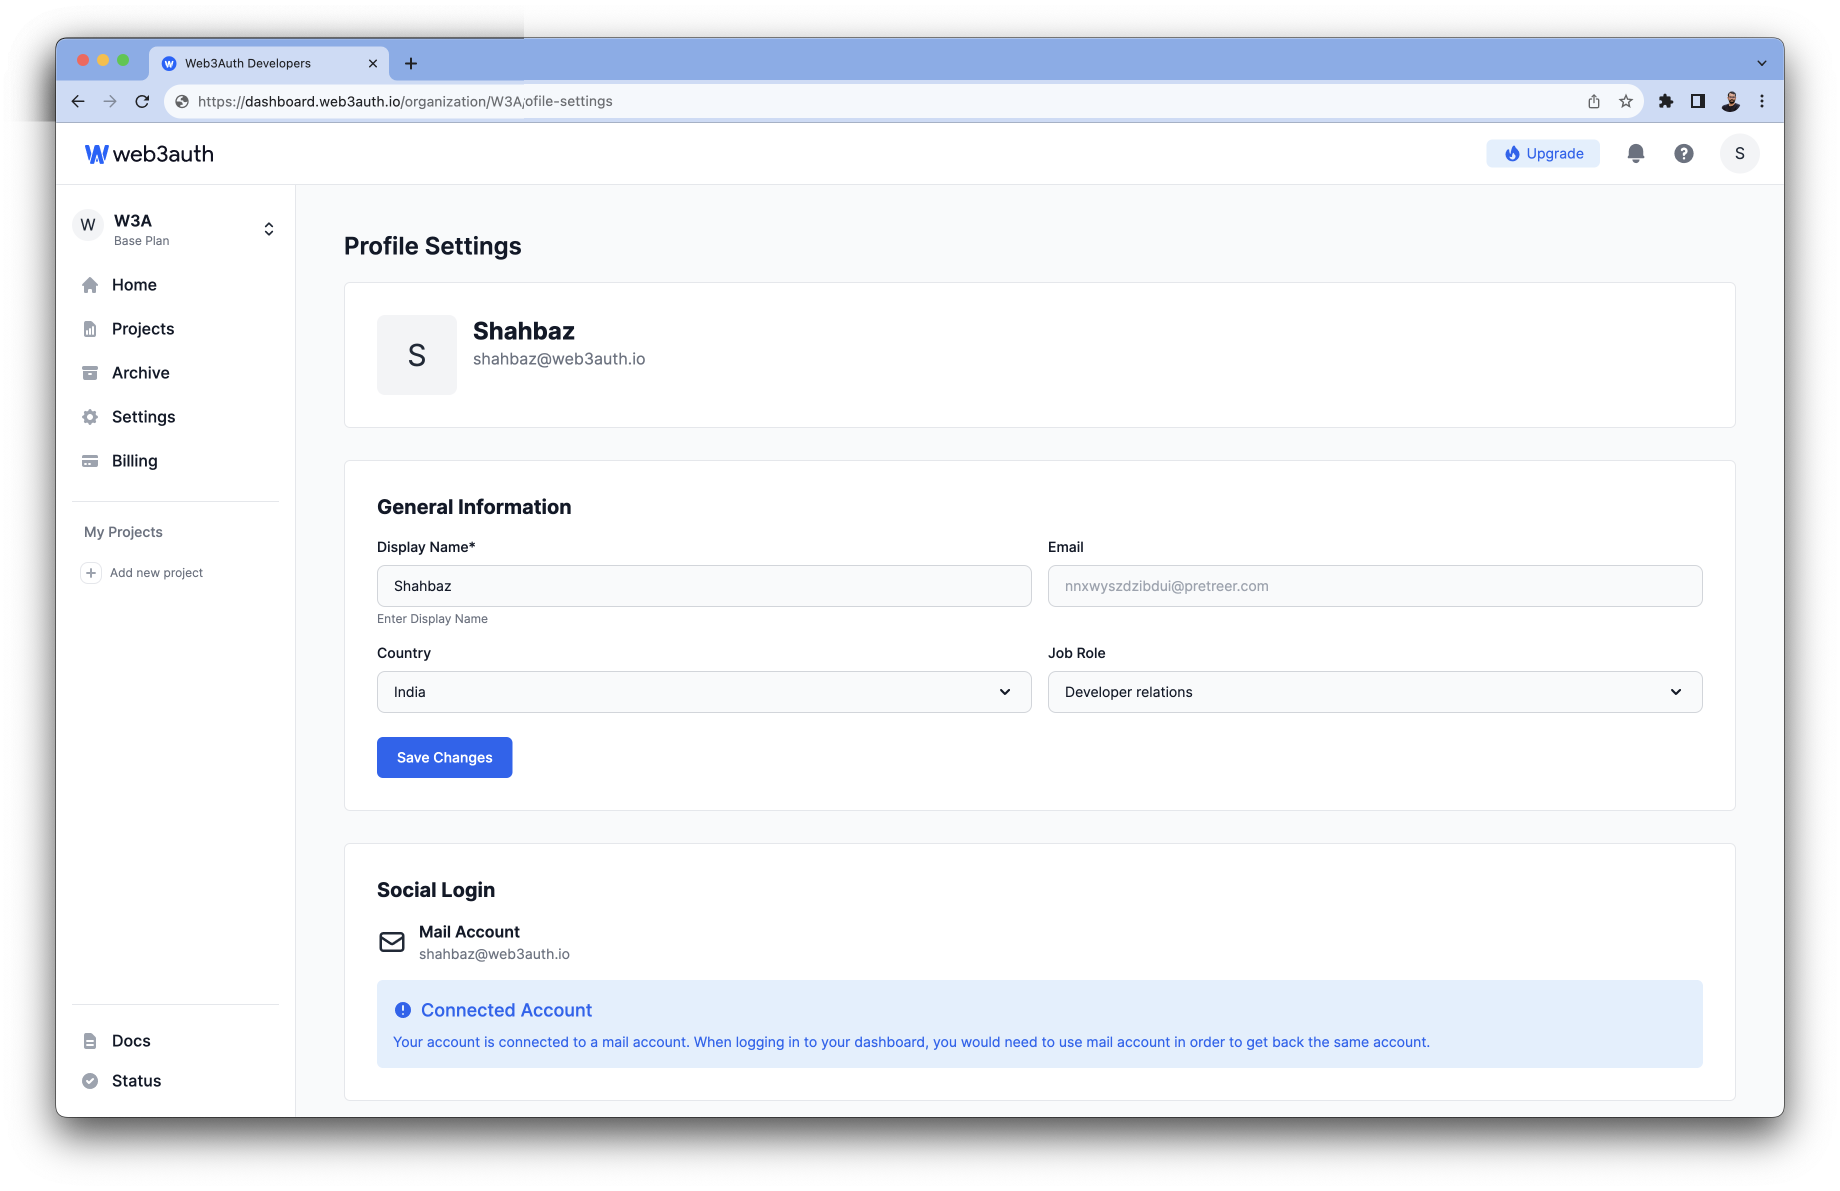 Web3Auth Developers
https://dashboard.web3auth.io/organization/W3A/ofile-settings
web3auth
Upgrade
S
W
W3A
Base Plan
Home
Projects
Archive
Settings
Billing
My Projects
Add new project
Docs
Status
Profile Settings
S
Shahbaz
shahbaz@web3auth.io
General Information
Display Name*
Shahbaz
Enter Display Name
Email
nnxwyszdzibdui@pretreer.com
Country
India
Job Role
Developer relations
Save Changes
Social Login
Mail Account
shahbaz@web3auth.io
Connected Account
Your account is connected to a mail account. When logging in to your dashboard, you would need to use mail account in order to get back the same account.